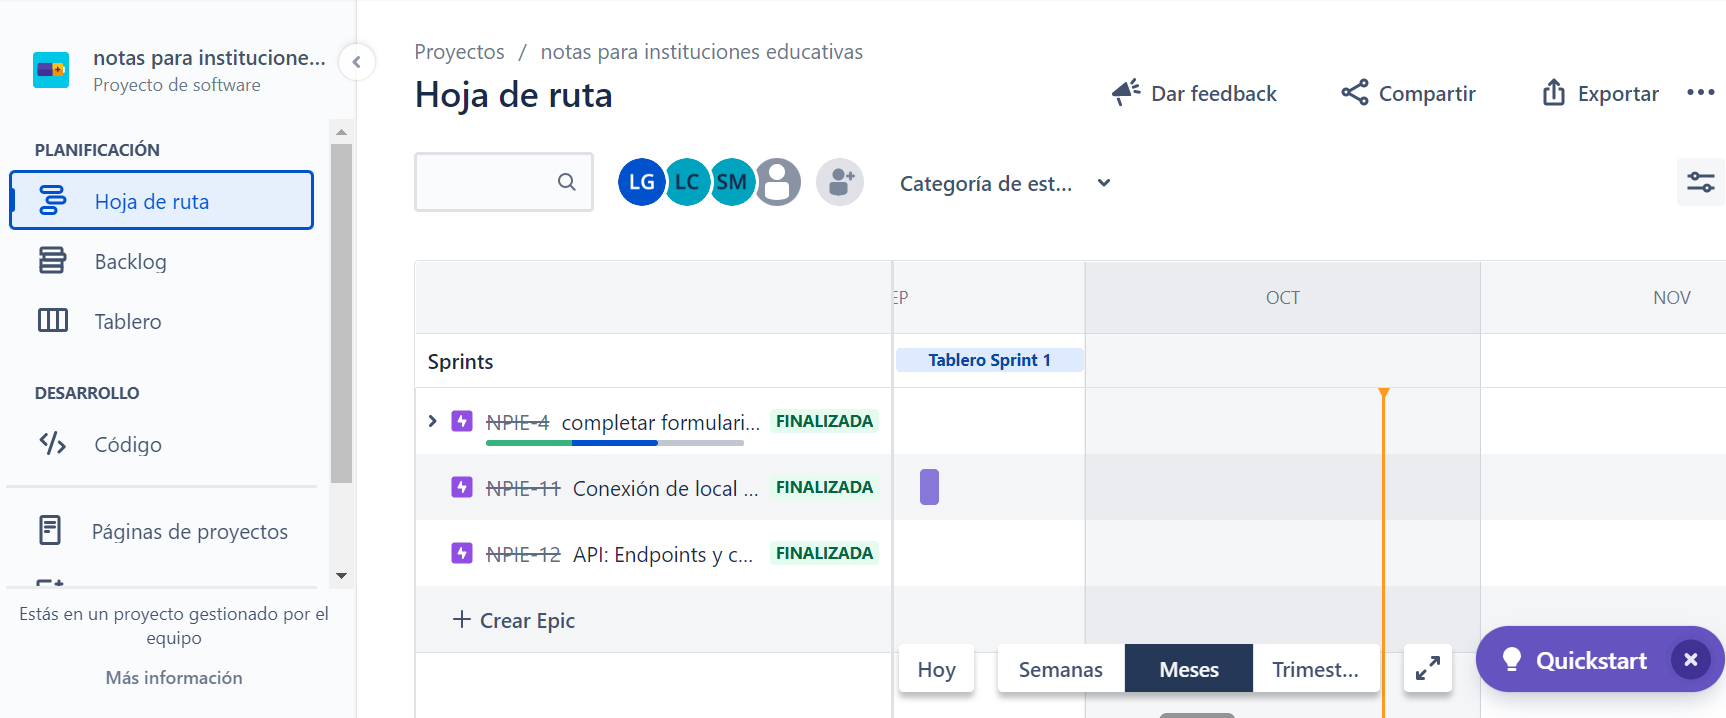 notas para institucione...
Proyecto de software
PLANIFICACIÓN
Hoja de ruta
Backlog
Tablero
DESARROLLO
Código
Páginas de proyectos
Estás en un proyecto gestionado por el
equipo
Más información
Proyectos / notas para instituciones educativas
Hoja de ruta
Dar feedback
Compartir
Exportar
LG LC SM
Categoría de est...
EP OCT NOV
Sprints
Tablero Sprint 1
NPIE-4 completar formulari... FINALIZADA
NPIE-11 Conexión de local ... FINALIZADA
NPIE-12 API: Endpoints y c... FINALIZADA
+ Crear Epic
Hoy Semanas Meses Trimest...
Quickstart